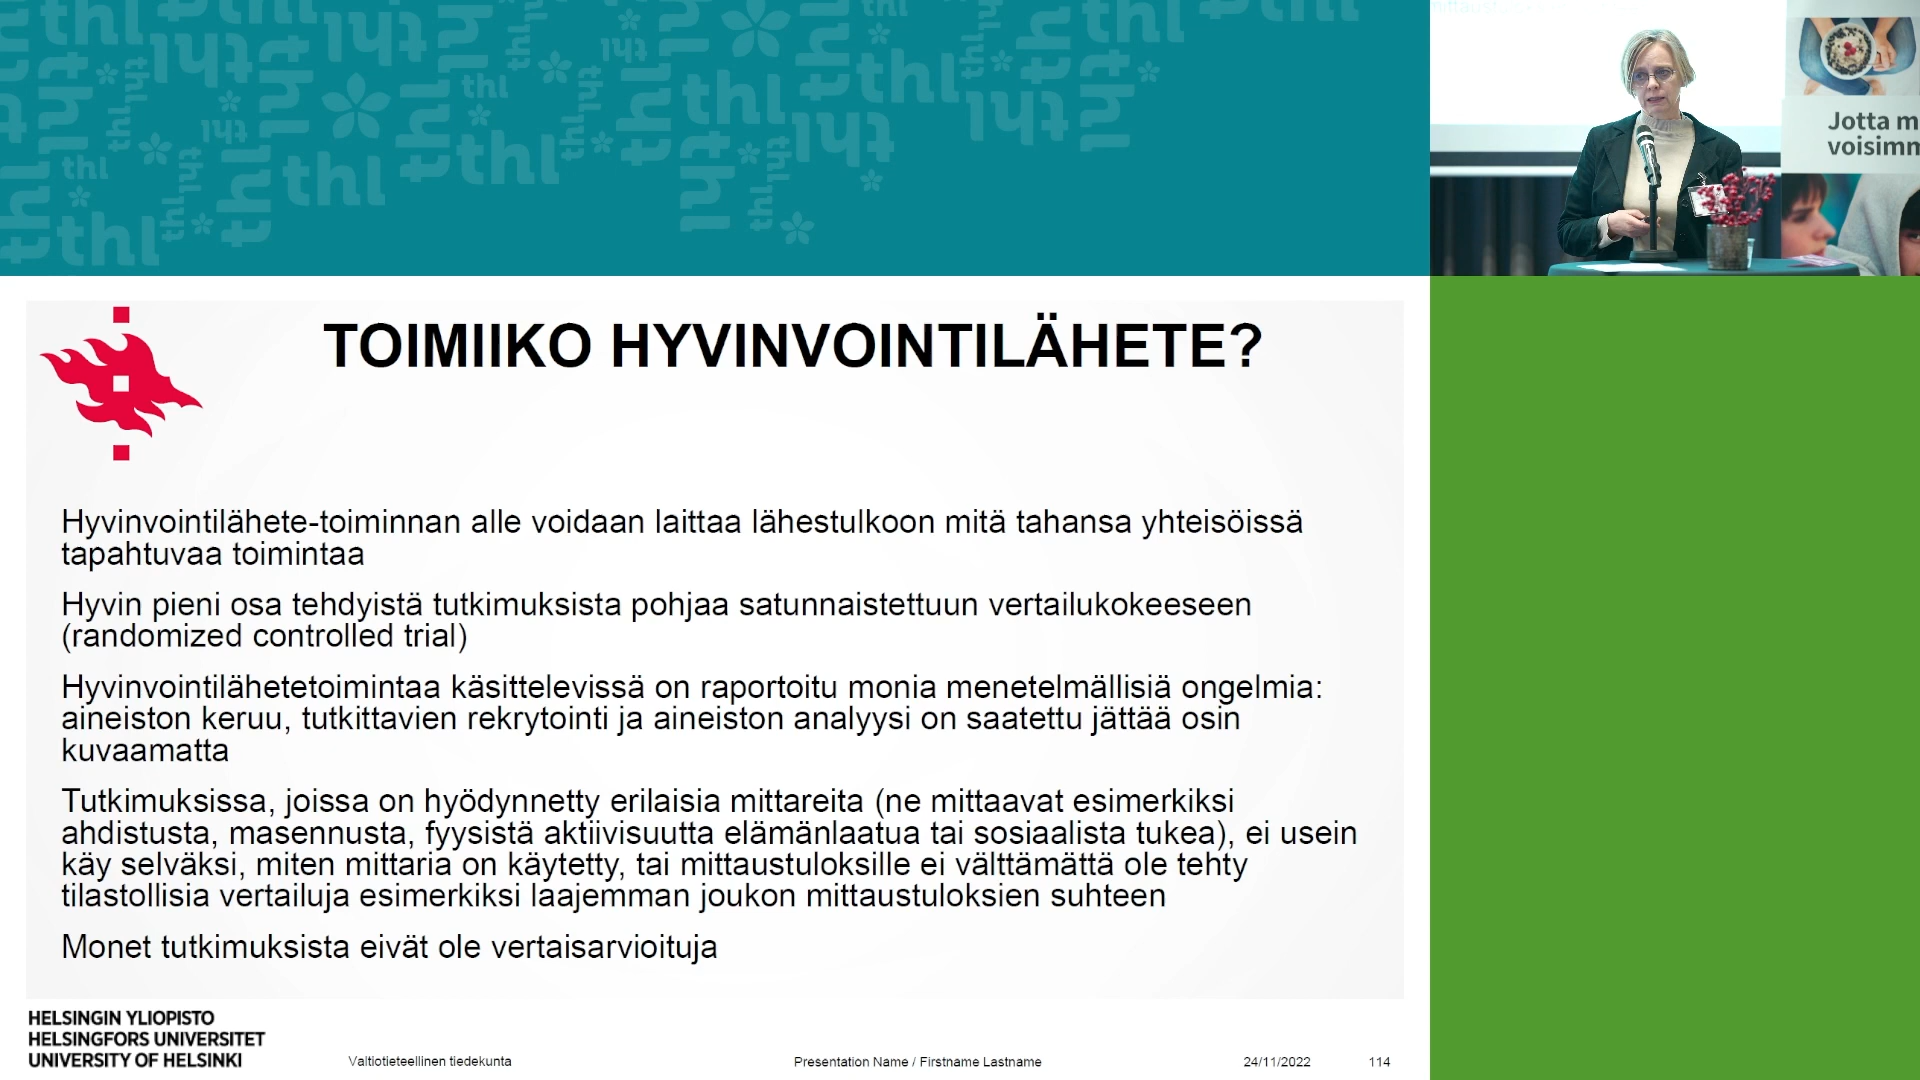 TOIMIIKO HYVINVOINTILÄHETE?
Hyvinvointilähete-toiminnan alle voidaan laittaa lähestulkoon mitä tahansa yhteisöissä
tapahtuvaa toimintaa
Hyvin pieni osa tehdyistä tutkimuksista pohjaa satunnaistettuun vertailukokeeseen
(randomized controlled trial)
Hyvinvointilähetetoimintaa käsittelevissä on raportoitu monia menetelmällisiä ongelmia:
aineiston keruu, tutkittavien rekrytointi ja aineiston analyysi on saatettu jättää osin
kuvaamatta
Tutkimuksissa, joissa on hyödynnetty erilaisia mittareita (ne mittaavat esimerkiksi
ahdistusta, masennusta, fyysistä aktiivisuutta elämänlaatua tai sosiaalista tukea), ei usein
käy selväksi, miten mittaria on käytetty, tai mittaustuloksille ei välttämättä ole tehty
tilastollisia vertailuja esimerkiksi laajemman joukon mittaustuloksien suhteen
Monet tutkimuksista eivät ole vertaisarvioituja
HELSINGIN YLIOPISTO
HELSINGFORS UNIVERSITET
UNIVERSITY OF HELSINKI
Valtiotieteellinen tiedekunta
Presentation Name / Firstname Lastname
24/11/2022
114
Jotta m
voisimm
thl